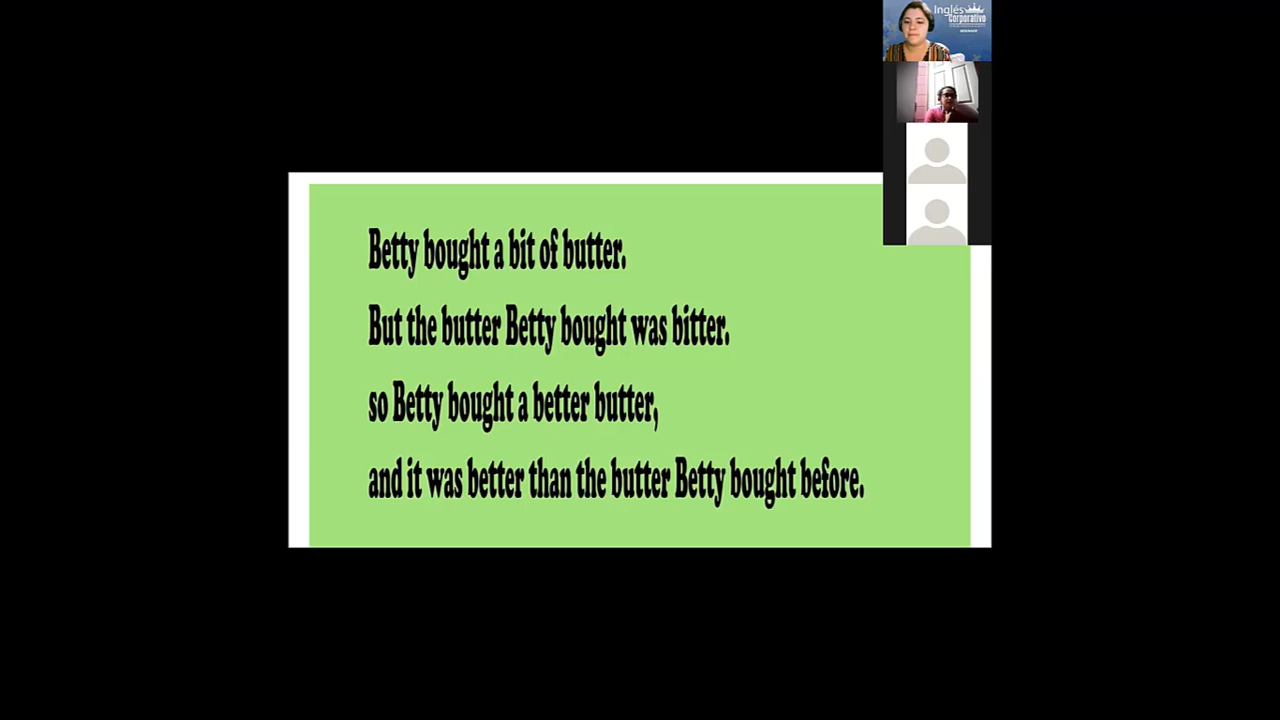 Inglés
Corporativo
Betty bought a bit of butter.
But the butter Betty bought was bitter.
so Betty bought a better butter,
and it was better than the butter Betty bought before.